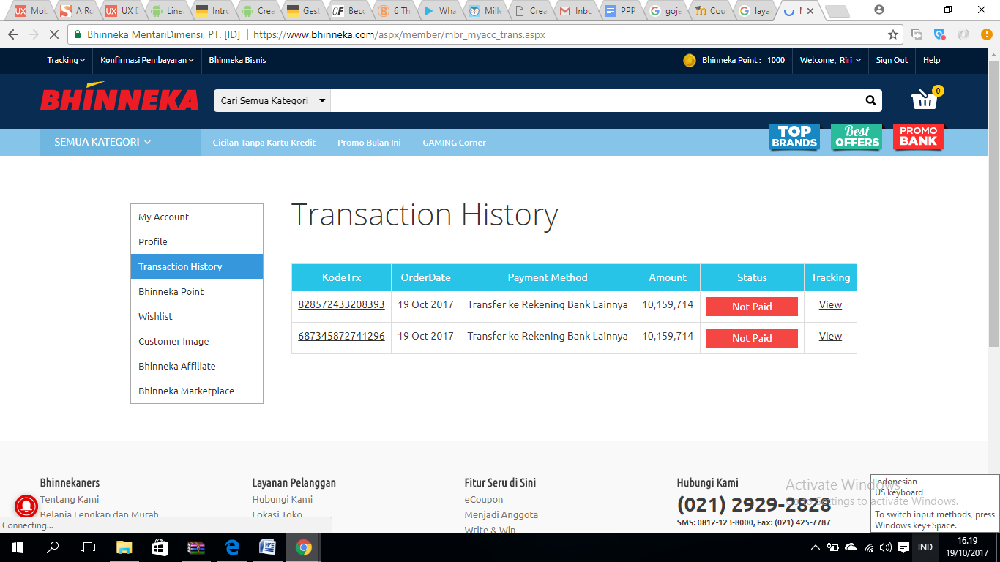 Mob
A Ro
UX D
Line
Intro
Crea
Gest
Beco
6 Th
Wha
Mille
Crea
Inbo
PPP
goje
Cou
laya
Bhinneka MentariDimensi, PT. [ID] https://www.bhinneka.com/aspx/member/mbr_myacc_trans.aspx
Tracking Konfirmasi Pembayaran Bhinneka Bisnis Bhinneka Point : 1000 Welcome, Riri Sign Out Help
BHINNEKA Cari Semua Kategori 0
SEMUA KATEGORI Cicilan Tanpa Kartu Kredit Promo Bulan Ini GAMING Corner
TOP BRANDS
Best OFFERS
PROMO BANK
My Account
Profile
Transaction History
Bhinneka Point
Wishlist
Customer Image
Bhinneka Affiliate
Bhinneka Marketplace
Transaction History
KodeTrx OrderDate Payment Method Amount Status Tracking
828572433208393 19 Oct 2017 Transfer ke Rekening Bank Lainnya 10,159,714 Not Paid View
687345872741296 19 Oct 2017 Transfer ke Rekening Bank Lainnya 10,159,714 Not Paid View
Bhinnekaners
Tentang Kami
Belanja Lengkap dan Murah
Layanan Pelanggan
Hubungi Kami
Lokasi Toko
Fitur Seru di Sini
eCoupon
Menjadi Anggota
Write & Win
Hubungi Kami
(021) 2929-2828
SMS: 0812-123-8000, Fax: (021) 425-7787
Activate Windows
Go to Settings to activate Windows.
Indonesian
US keyboard
To switch input methods, press
Windows key+Space.
Connecting...
IND
16.19
19/10/2017